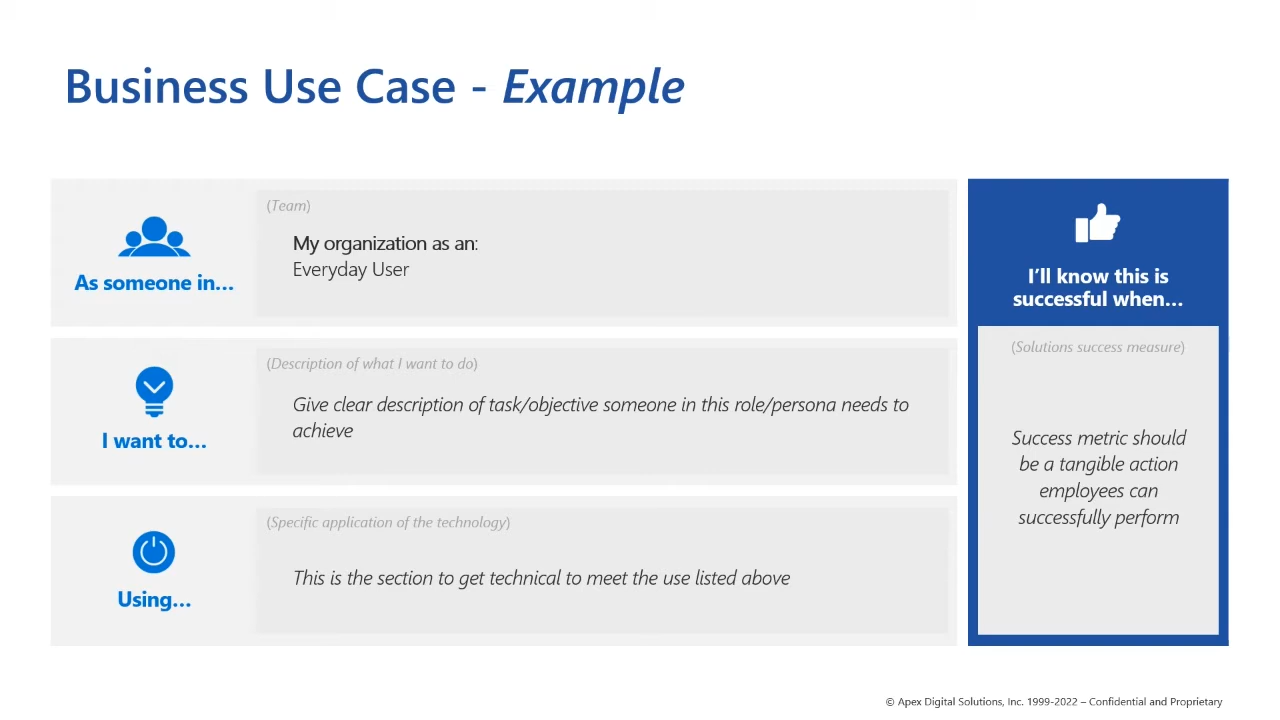 Business Use Case - Example
As someone in...
(Team)
My organization as an:
Everyday User
I want to...
(Description of what I want to do)
Give clear description of task/objective someone in this role/persona needs to
achieve
Using...
(Specific application of the technology)
This is the section to get technical to meet the use listed above
I'll know this is
successful when...
(Solutions success measure)
Success metric should
be a tangible action
employees can
successfully perform
© Apex Digital Solutions, Inc. 1999-2022 – Confidential and Proprietary